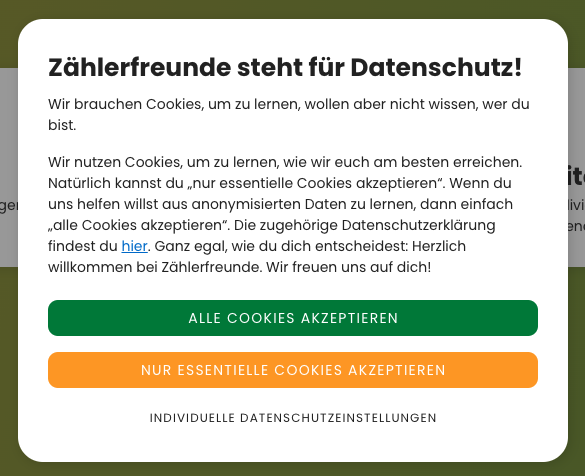 Zählerfreunde steht für Datenschutz!
Wir brauchen Cookies, um zu lernen, wollen aber nicht wissen, wer du
bist.
Wir nutzen Cookies, um zu lernen, wie wir euch am besten erreichen.
Natürlich kannst du „nur essentielle Cookies akzeptieren“. Wenn du
uns helfen willst aus anonymisierten Daten zu lernen, dann einfach
„alle Cookies akzeptieren“. Die zugehörige Datenschutzerklärung
findest du hier. Ganz egal, wie du dich entscheidest: Herzlich
willkommen bei Zählerfreunde. Wir freuen uns auf dich!
ALLE COOKIES AKZEPTIEREN
NUR ESSENTIELLE COOKIES AKZEPTIEREN
INDIVIDUELLE DATENSCHUTZEINSTELLUNGEN